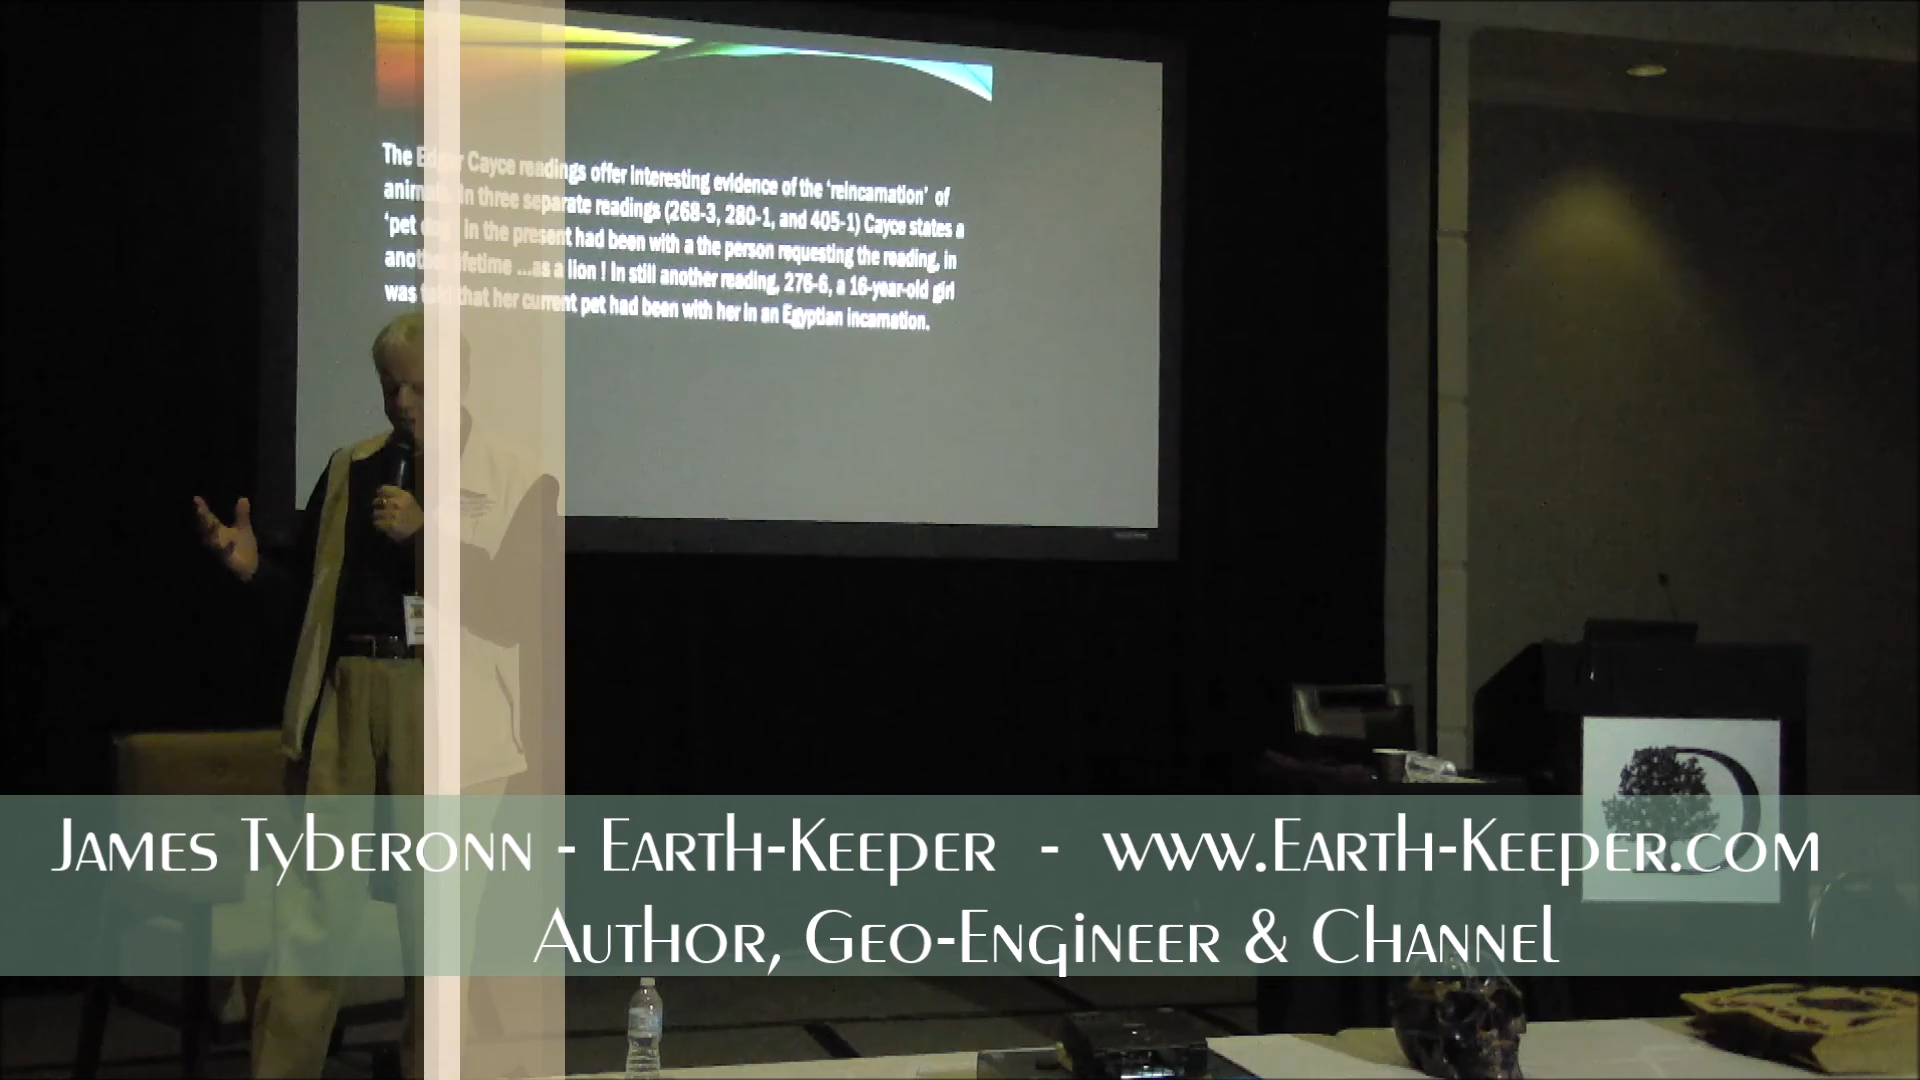 The Edgar Cayce readings offer interesting evidence of the 'reincarnation' of
animals. In three separate readings (268-3, 280-1, and 405-1) Cayce states a
'pet dog' in the present had been with a the person requesting the reading, in
another lifetime ...as a lion ! In still another reading, 276-6, a 16-year-old girl
was told that her current pet had been with her in an Egyptian incarnation.
D
James Tyberonn - Earth-Keeper - www.Earth-Keeper.com
Author, Geo-Engineer & Channel